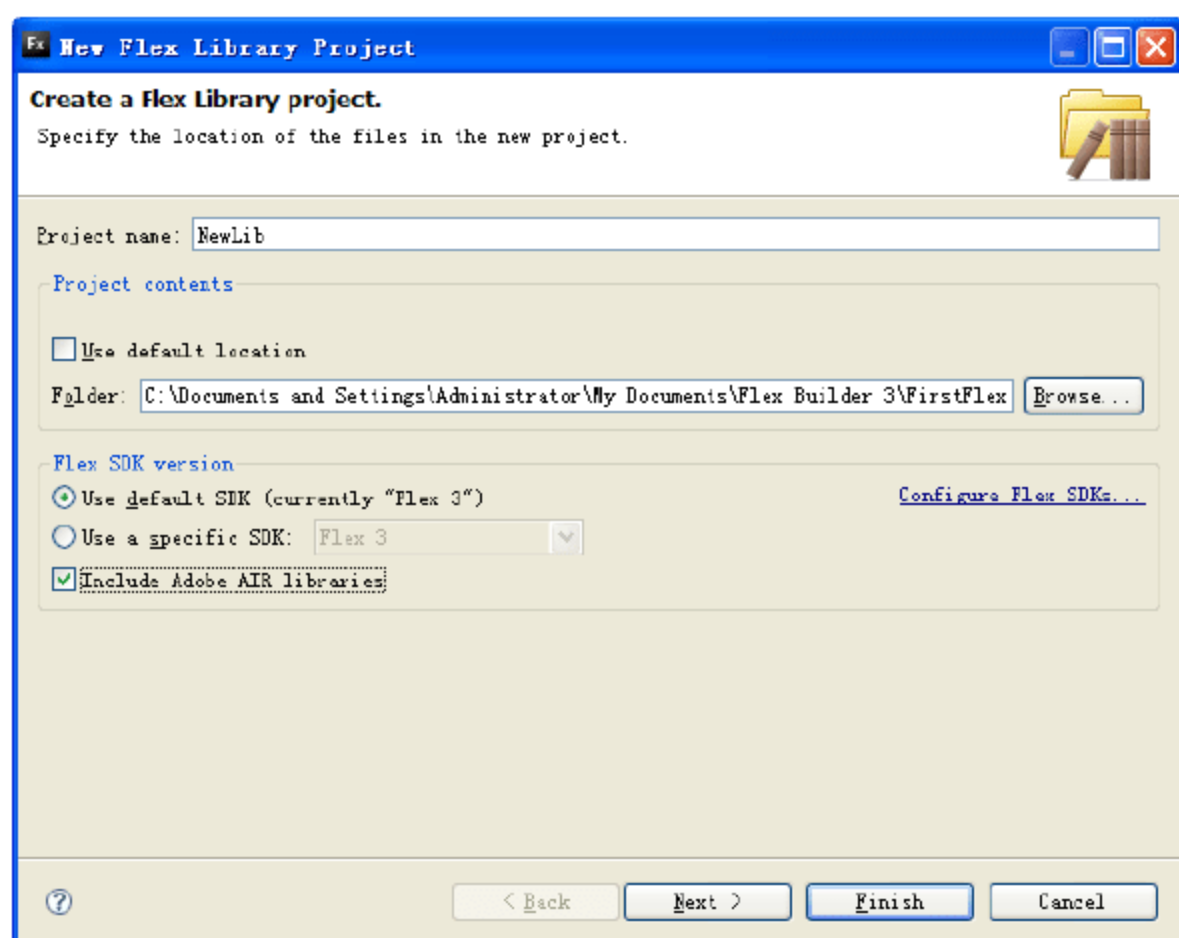 Fx New Flex Library Project
Create a Flex Library project.
Specify the location of the files in the new project.
Project name: NewLib
Project contents
Use default location
Folder: C:\Documents and Settings\Administrator\My Documents\Flex Builder 3\FirstFlex Browse...
Flex SDK version
Use default SDK (currently "Flex 3") Configure Flex SDKs...
Use a specific SDK: Flex 3
Include Adobe AIR libraries
? < Back Next > Finish Cancel